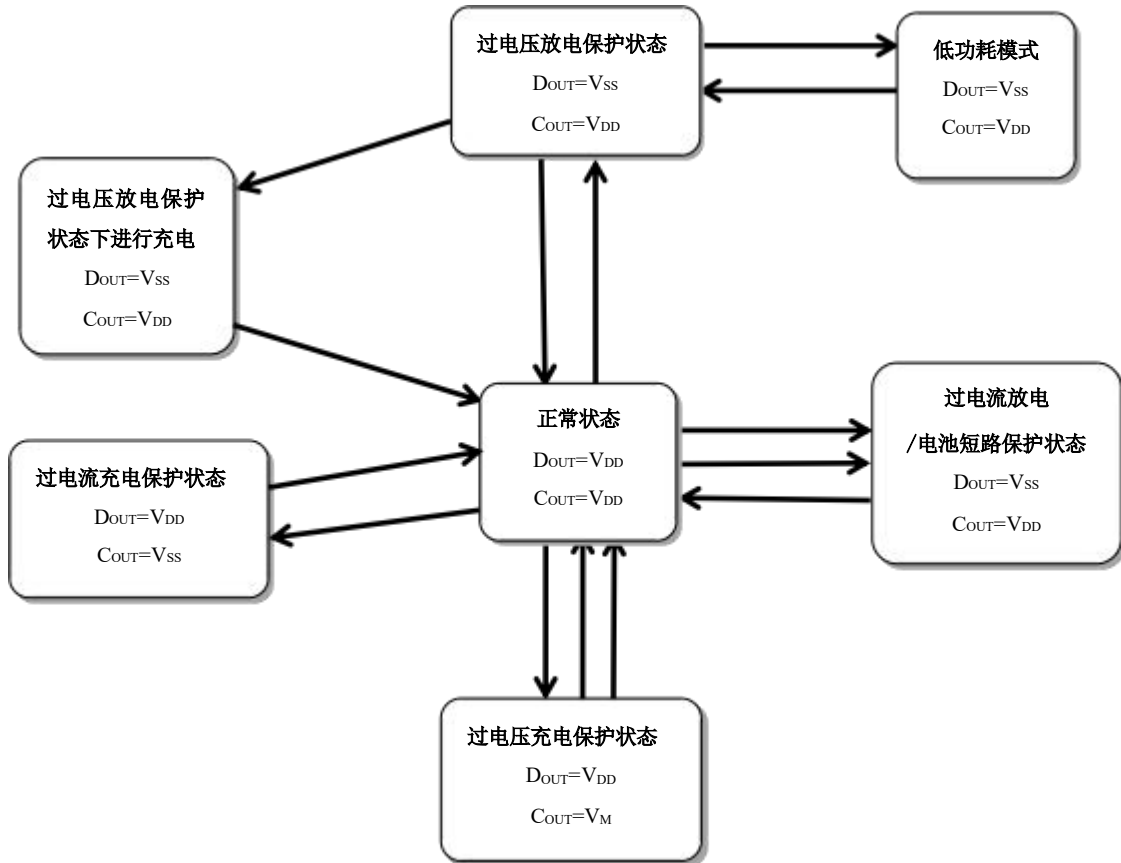 过电压放电保护状态
DOUT=VSS
COUT=VDD
低功耗模式
DOUT=VSS
COUT=VDD
过电压放电保护
状态下进行充电
DOUT=VSS
COUT=VDD
正常状态
DOUT=VDD
COUT=VDD
过电流放电
/电池短路保护状态
DOUT=VSS
COUT=VDD
过电流充电保护状态
DOUT=VDD
COUT=VSS
过电压充电保护状态
DOUT=VDD
COUT=VM